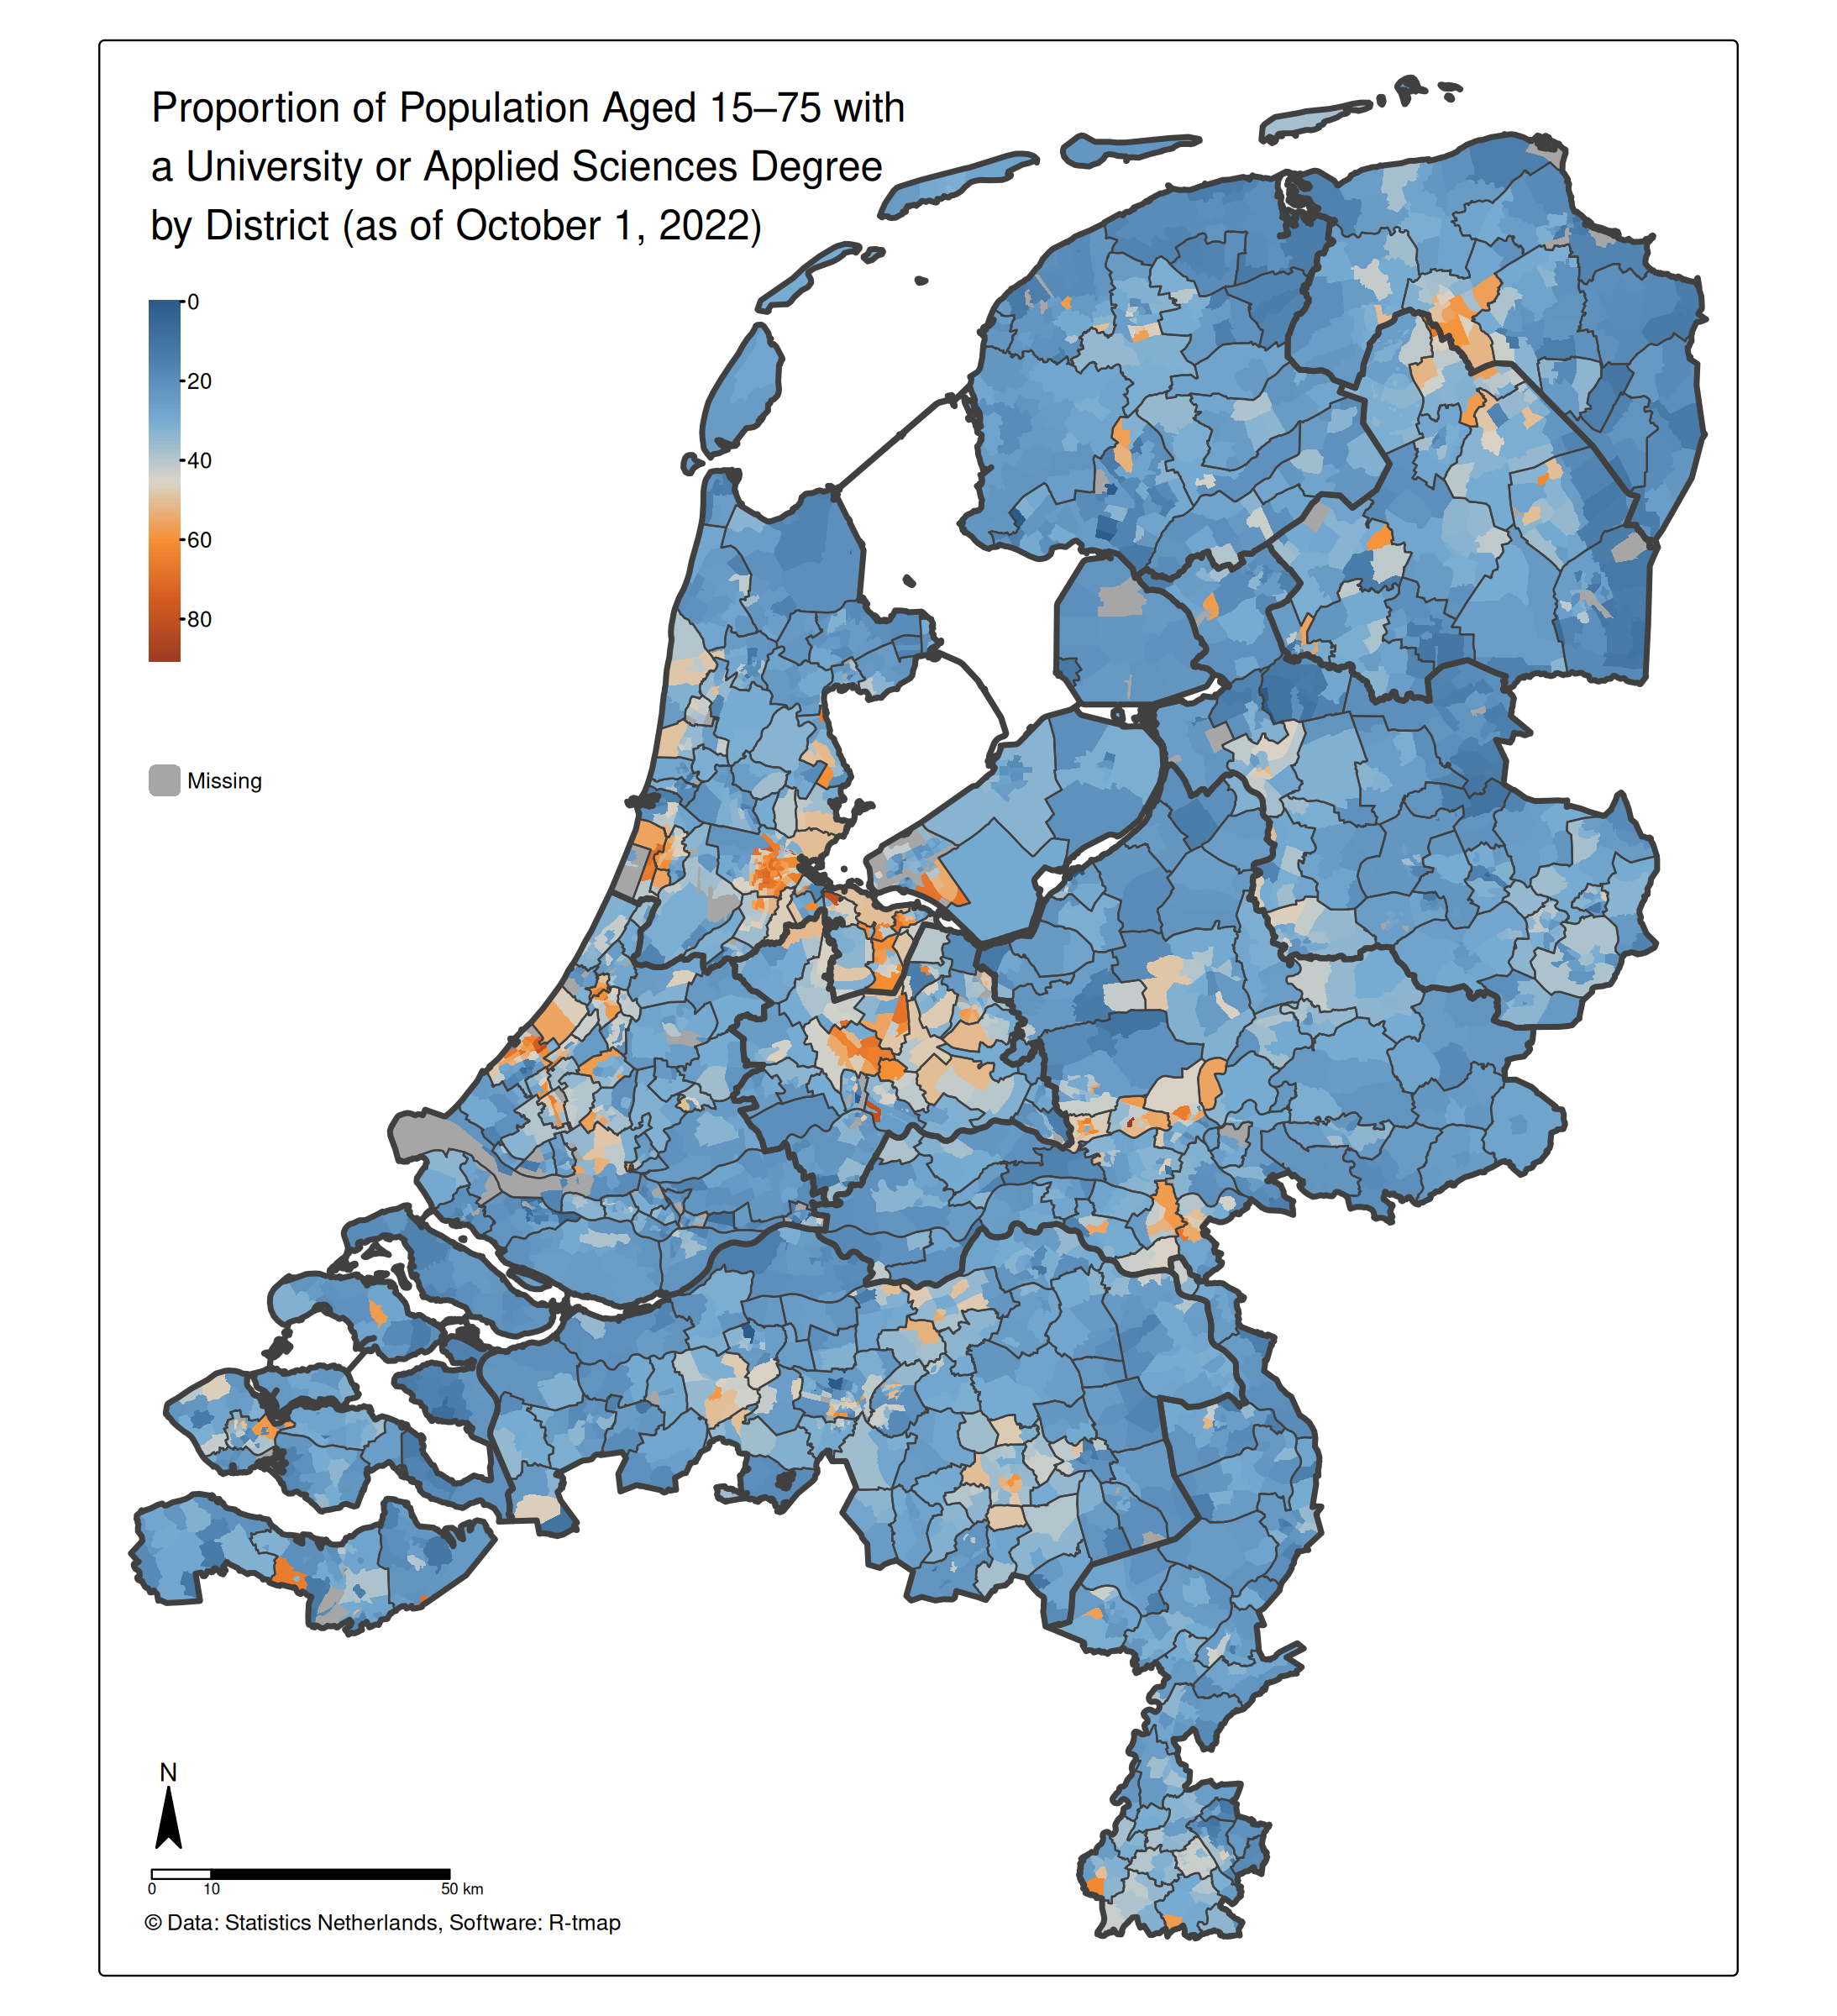 Proportion of Population Aged 15–75 with
a University or Applied Sciences Degree
by District (as of October 1, 2022)
0
20
40
60
80
Missing
N
0 10 50 km
© Data: Statistics Netherlands, Software: R-tmap